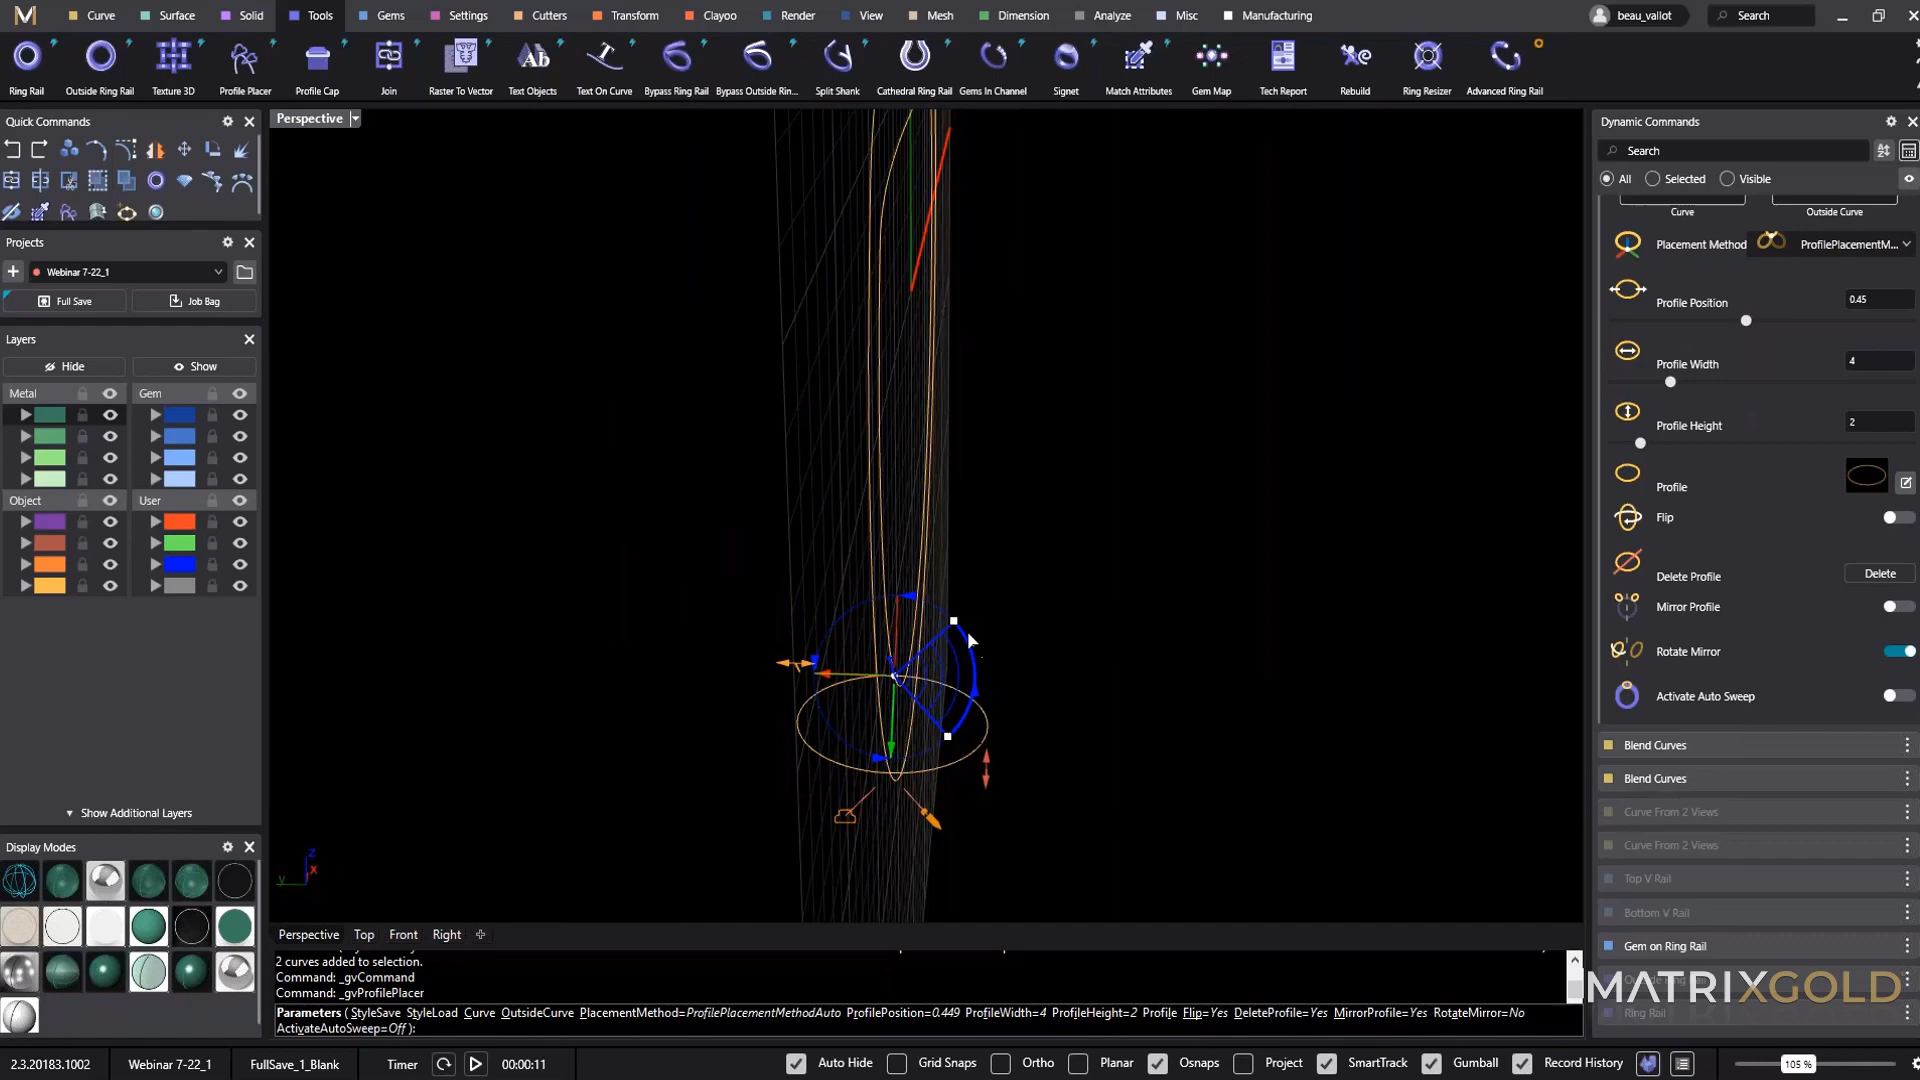 Curve Surface Solid Tools Gems Settings Cutters Transform Clayoo Render View Mesh Dimension Analyze Misc Manufacturing beau_vallot Search
Ring Rail Outside Ring Rail Texture 3D Profile Placer Profile Cap Join Raster To Vector Text Objects Text On Curve Bypass Ring Rail Bypass Outside Rin... Split Shank Cathedral Ring Rail Gems In Channel Signet Match Attributes Gem Map Tech Report Rebuild Ring Resizer Advanced Ring Rail
Quick Commands
Projects
Webinar 7-22_1
Full Save Job Bag
Layers
Hide Show
Metal Gem
Object User
Show Additional Layers
Display Modes
Perspective
z
x
y
Perspective Top Front Right
2 curves added to selection.
Command: _gvCommand
Command: _gvProfilePlacer
Parameters ( StyleSave StyleLoad Curve OutsideCurve PlacementMethod=ProfilePlacementMethodAuto ProfilePosition=0.449 ProfileWidth=4 ProfileHeight=2 Profile Flip=Yes DeleteProfile=Yes MirrorProfile=Yes RotateMirror=No
ActivateAutoSweep=Off ):
Dynamic Commands
Search
All Selected Visible
Curve Outside Curve
Placement Method ProfilePlacementM...
Profile Position 0.45
Profile Width 4
Profile Height 2
Profile
Flip
Delete Profile Delete
Mirror Profile
Rotate Mirror
Activate Auto Sweep
Blend Curves
Blend Curves
Curve From 2 Views
Curve From 2 Views
Top V Rail
Bottom V Rail
Gem on Ring Rail
MATRIXGOLD
Ring Rail
2.3.20183.1002 Webinar 7-22_1 FullSave_1_Blank Timer 00:00:11 Auto Hide Grid Snaps Ortho Planar Osnaps Project SmartTrack Gumball Record History 105 %